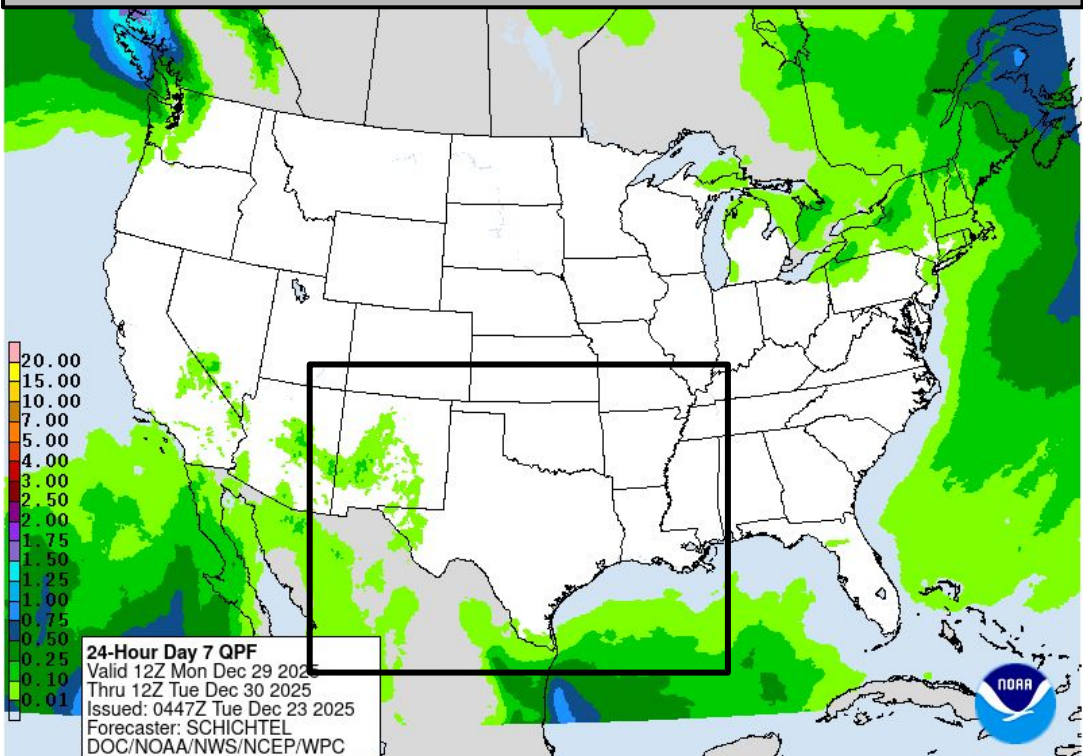 20.00
15.00
10.00
7.00
5.00
4.00
3.00
2.50
2.00
1.75
1.50
1.25
1.00
0.75
0.50
0.25
0.10
0.01
24-Hour Day 7 QPF
Valid 12Z Mon Dec 29 2025
Thru 12Z Tue Dec 30 2025
Issued: 0447Z Tue Dec 23 2025
Forecaster: SCHICHTEL
DOC/NOAA/NWS/NCEP/WPC
NOAA